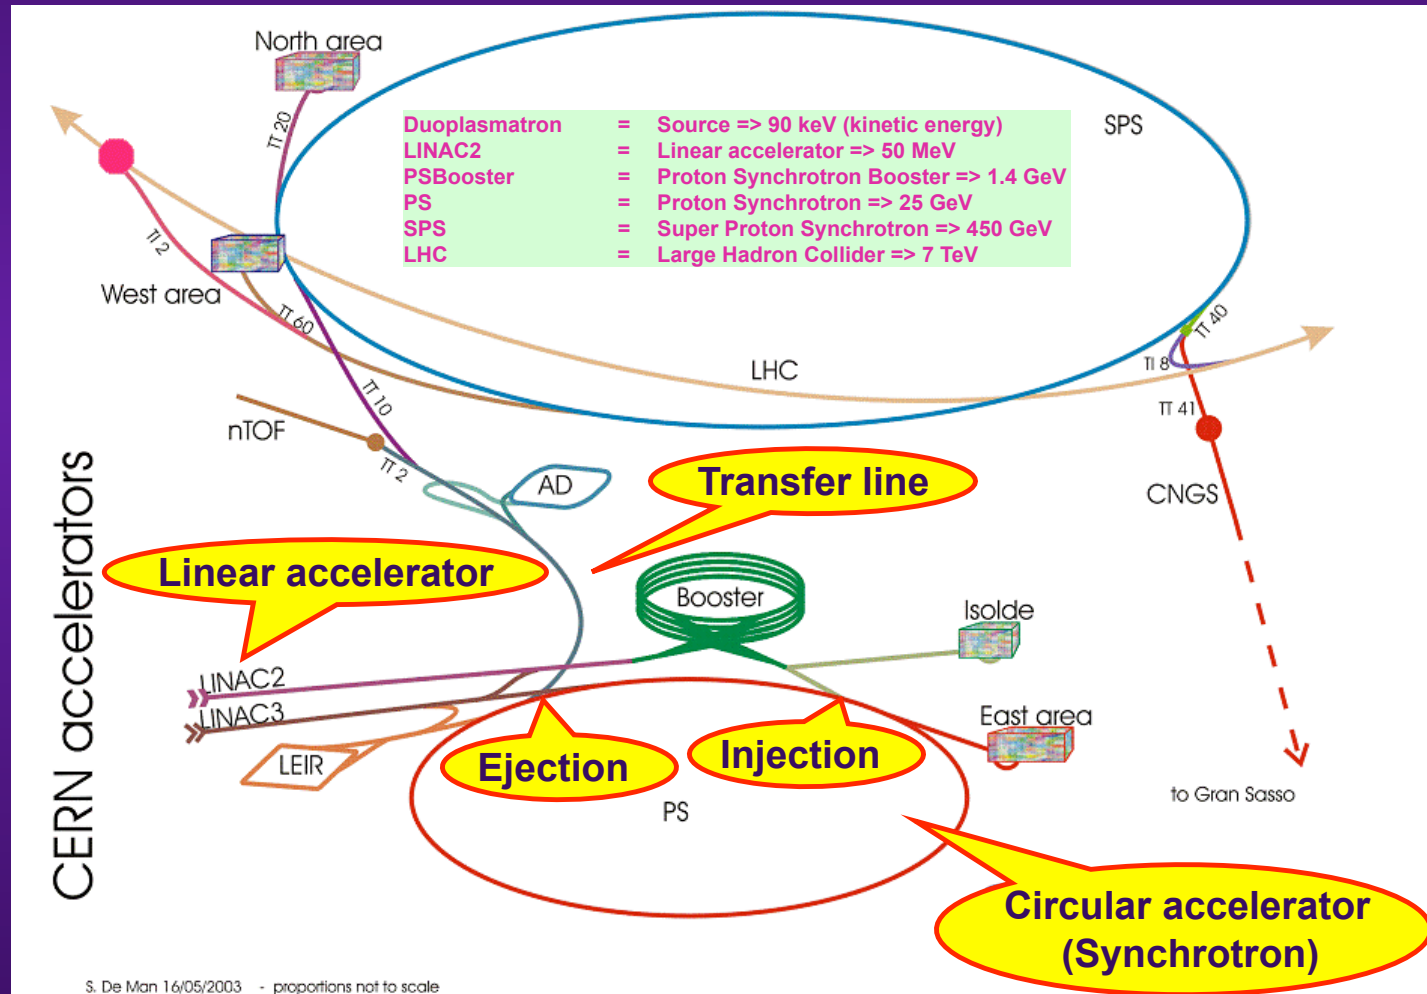 North area
TT 20
SPS
Duoplasmatron = Source => 90 keV (kinetic energy)
LINAC2 = Linear accelerator => 50 MeV
PSBooster = Proton Synchrotron Booster => 1.4 GeV
PS = Proton Synchrotron => 25 GeV
SPS = Super Proton Synchrotron => 450 GeV
LHC = Large Hadron Collider => 7 TeV
TI 2
West area
TT 60
TT 40
LHC
TI 8
TT 10
TT 41
nTOF
TT 2
AD
Transfer line
CNGS
CERN accelerators
Linear accelerator
Booster
Isolde
LINAC2
LINAC3
East area
LEIR
Ejection
Injection
PS
to Gran Sasso
Circular accelerator
(Synchrotron)
S. De Man 16/05/2003 - proportions not to scale